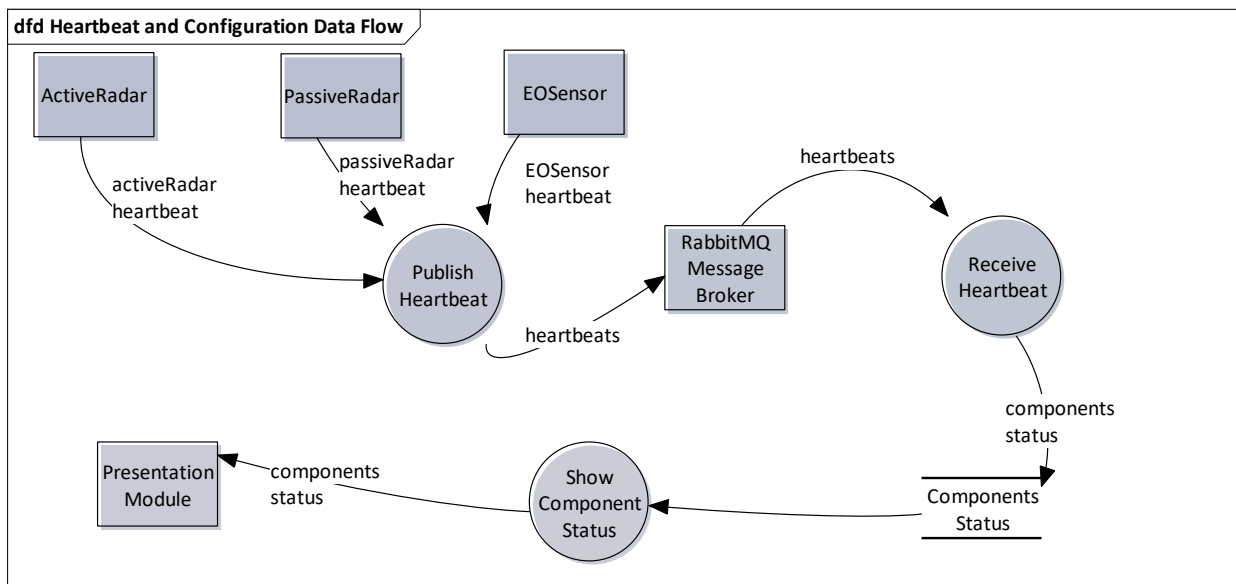 dfd Heartbeat and Configuration Data Flow
ActiveRadar
PassiveRadar
EOSensor
activeRadar
heartbeat
passiveRadar
heartbeat
EOSensor
heartbeat
Publish
Heartbeat
heartbeats
RabbitMQ
Message
Broker
heartbeats
Receive
Heartbeat
components
status
Components
Status
Show
Component
Status
components
status
Presentation
Module